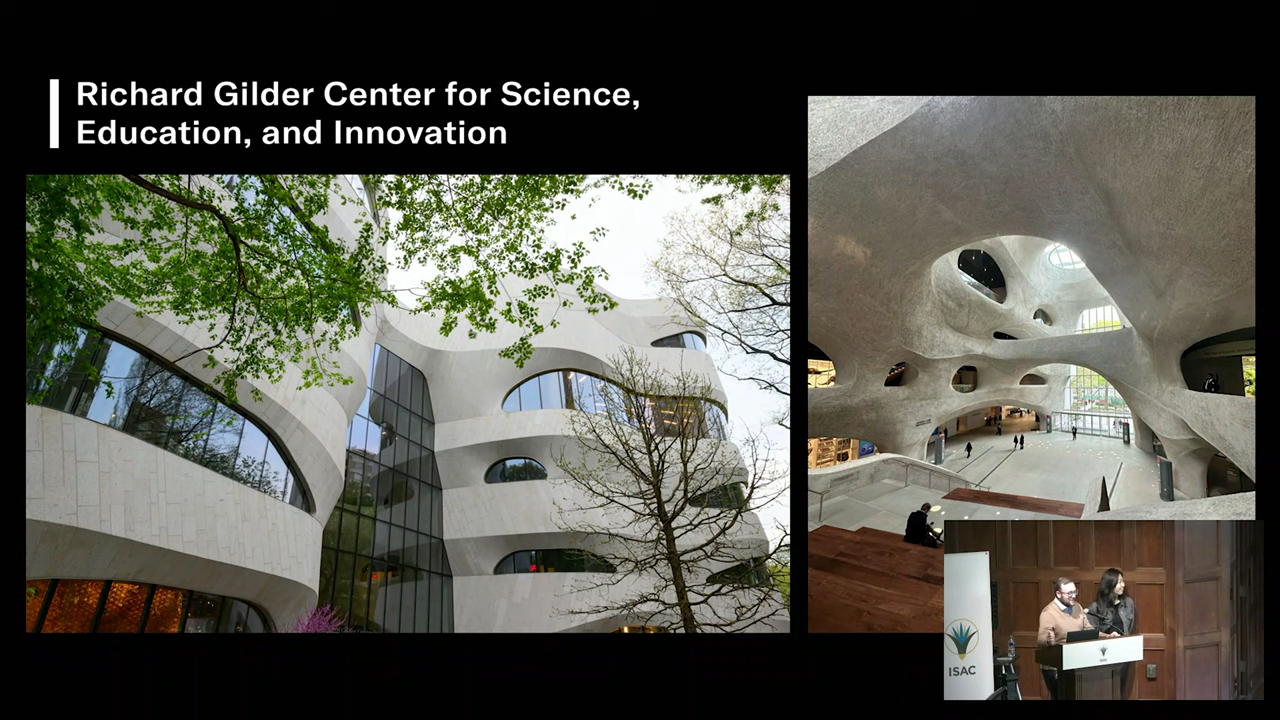 Richard Gilder Center for Science,
Education, and Innovation
ISAC